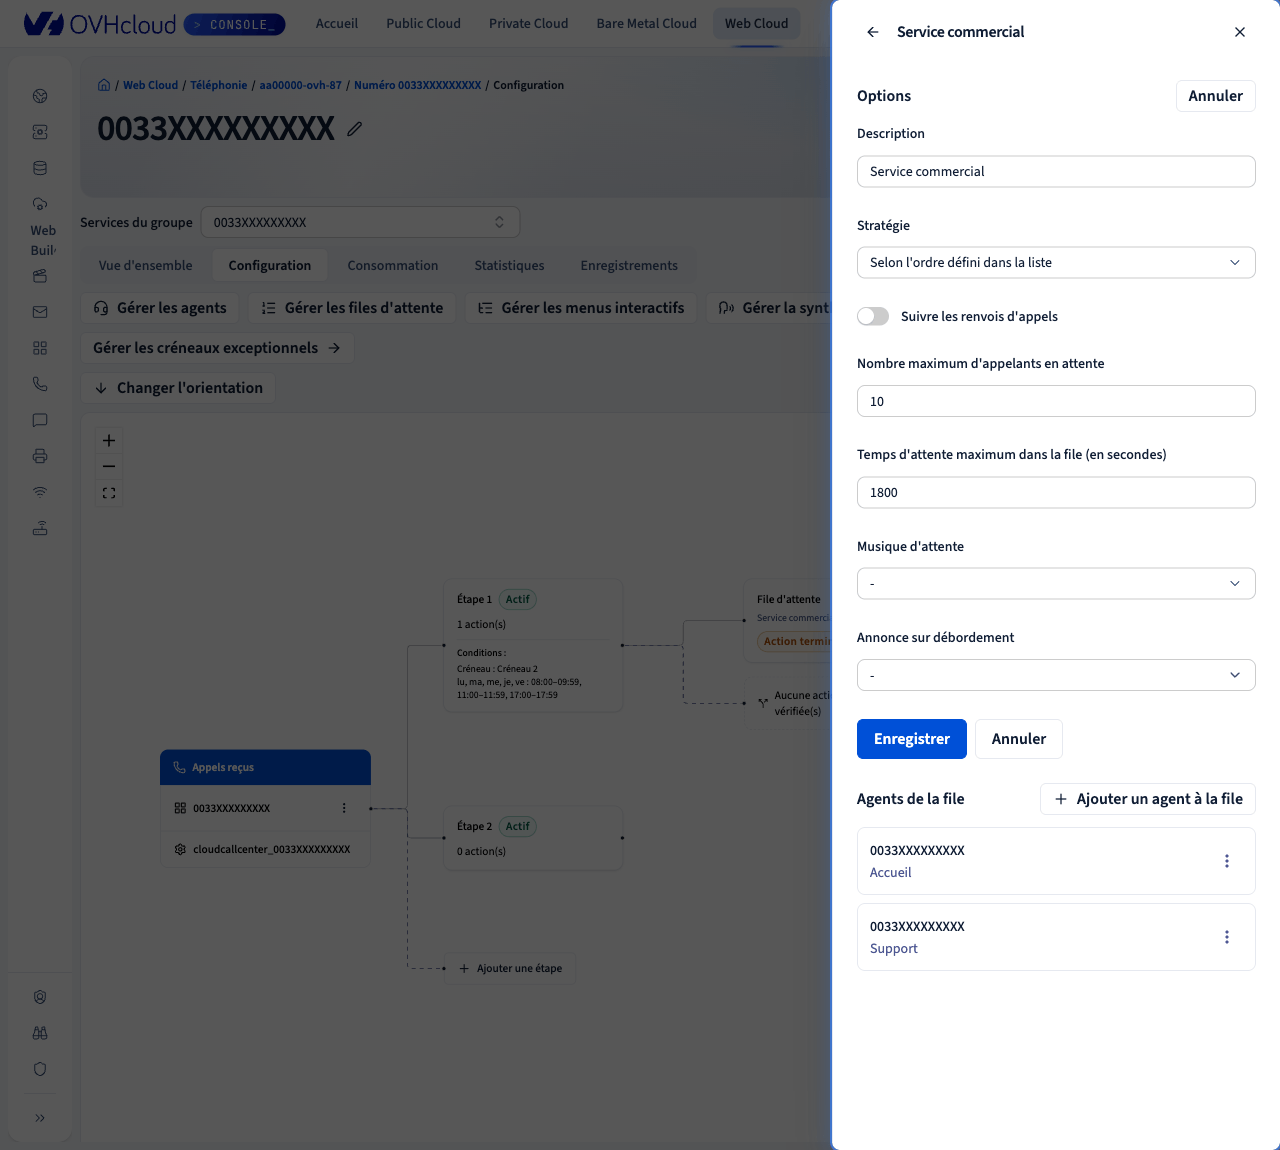 OVHcloud
> CONSOLE_
Accueil
Public Cloud
Private Cloud
Bare Metal Cloud
Web Cloud
/ Web Cloud / Téléphonie / aa00000-ovh-87 / Numéro 0033XXXXXXXXX / Configuration
0033XXXXXXXXX
Services du groupe
0033XXXXXXXXX
Vue d'ensemble
Configuration
Consommation
Statistiques
Enregistrements
Gérer les agents
Gérer les files d'attente
Gérer les menus interactifs
Gérer la synt
Gérer les créneaux exceptionnels
Changer l'orientation
Web
Buil
Étape 1
Actif
1 action(s)
Conditions :
Créneau : Créneau 2
lu, ma, me, je, ve : 08:00–09:59,
11:00–11:59, 17:00–17:59
File d'attente
Service commerci
Action termi
Aucune acti
vérifiée(s)
Appels reçus
0033XXXXXXXXX
cloudcallcenter_0033XXXXXXXXX
Étape 2
Actif
0 action(s)
Ajouter une étape
Service commercial
Options
Annuler
Description
Service commercial
Stratégie
Selon l'ordre défini dans la liste
Suivre les renvois d'appels
Nombre maximum d'appelants en attente
10
Temps d'attente maximum dans la file (en secondes)
1800
Musique d'attente
-
Annonce sur débordement
-
Enregistrer
Annuler
Agents de la file
Ajouter un agent à la file
0033XXXXXXXXX
Accueil
0033XXXXXXXXX
Support